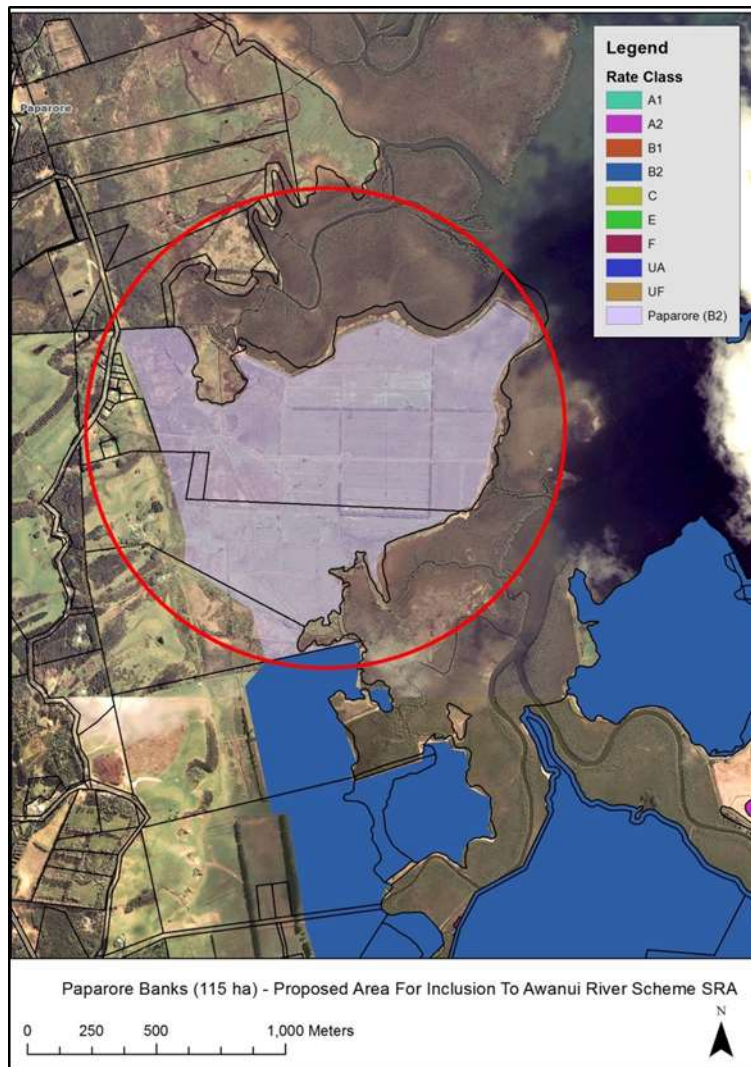 Paparore
Legend
Rate Class
A1
A2
B1
B2
C
E
F
UA
UF
Paparore (B2)
Paparore Banks (115 ha) - Proposed Area For Inclusion To Awanui River Scheme SRA
0 250 500 1,000 Meters
N